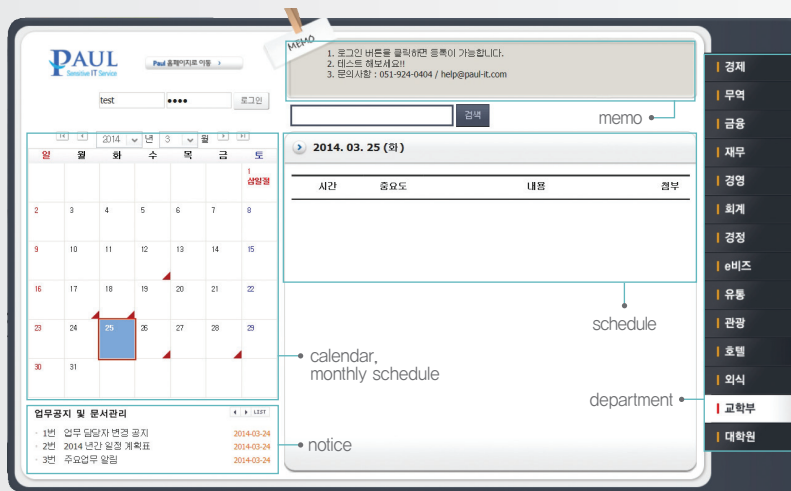 PAUL
Sensitive IT Service
Paul 홈페이지로 이동 >
test
••••
로그인
MEMO
1. 로그인 버튼을 클릭하면 등록이 가능합니다.
2. 테스트 해보세요!!
3. 문의사항 : 051-924-0404 / help@paul-it.com
검색
memo
2014 년 3 월
일 월 화 수 목 금 토
1
삼일절
2 3 4 5 6 7 8
9 10 11 12 13 14 15
16 17 18 19 20 21 22
23 24 25 26 27 28 29
30 31
2014. 03. 25 (화)
시간 중요도 내용 첨부
schedule
calendar,
monthly schedule
department
업무공지 및 문서관리
LIST
· 1번 업무 담당자 변경 공지 2014-03-24
· 2번 2014 년간 일정 계획표 2014-03-24
· 3번 주요업무 알림 2014-03-24
notice
경제
무역
금융
재무
경영
회계
경정
e비즈
유통
관광
호텔
외식
교학부
대학원